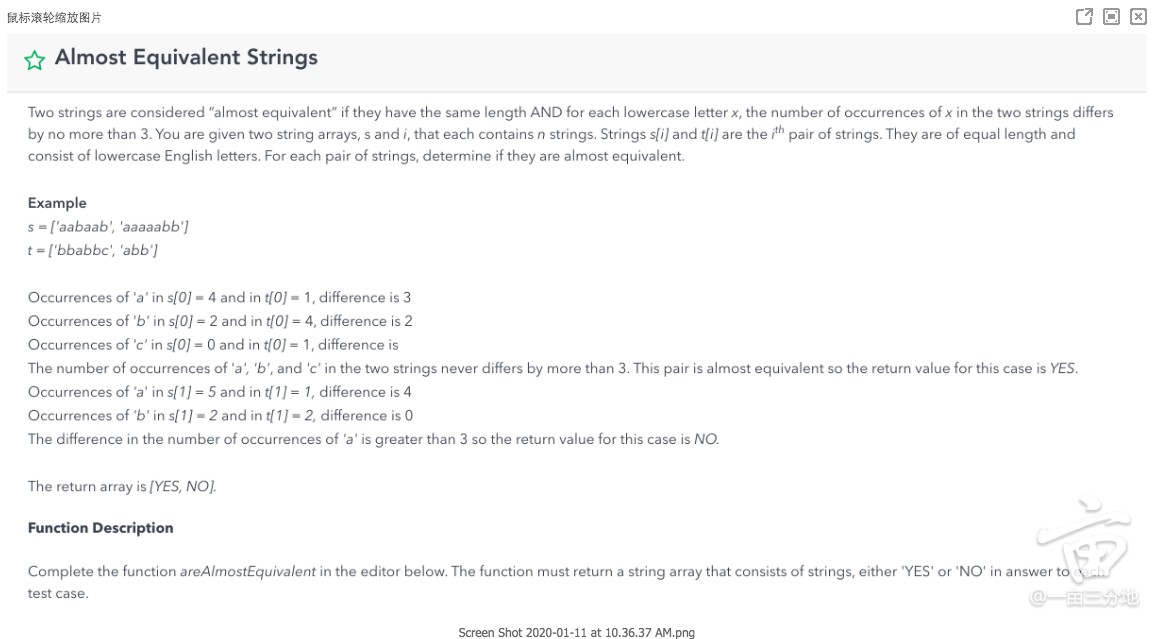 鼠标滚轮缩放图片
Almost Equivalent Strings
Two strings are considered “almost equivalent” if they have the same length AND for each lowercase letter x, the number of occurrences of x in the two strings differs
by no more than 3. You are given two string arrays, s and i, that each contains n strings. Strings s[i] and t[i] are the ith pair of strings. They are of equal length and
consist of lowercase English letters. For each pair of strings, determine if they are almost equivalent.
Example
s = ['aabaab', 'aaaaabb']
t = ['bbabbc', 'abb']
Occurrences of 'a' in s[0] = 4 and in t[0] = 1, difference is 3
Occurrences of 'b' in s[0] = 2 and in t[0] = 4, difference is 2
Occurrences of 'c' in s[0] = 0 and in t[0] = 1, difference is
The number of occurrences of 'a', 'b', and 'c' in the two strings never differs by more than 3. This pair is almost equivalent so the return value for this case is YES.
Occurrences of 'a' in s[1] = 5 and in t[1] = 1, difference is 4
Occurrences of 'b' in s[1] = 2 and in t[1] = 2, difference is 0
The difference in the number of occurrences of 'a' is greater than 3 so the return value for this case is NO.
The return array is [YES, NO].
Function Description
Complete the function areAlmostEquivalent in the editor below. The function must return a string array that consists of strings, either 'YES' or 'NO' in answer to each
test case.
亩
@一亩三分地
Screen Shot 2020-01-11 at 10.36.37 AM.png